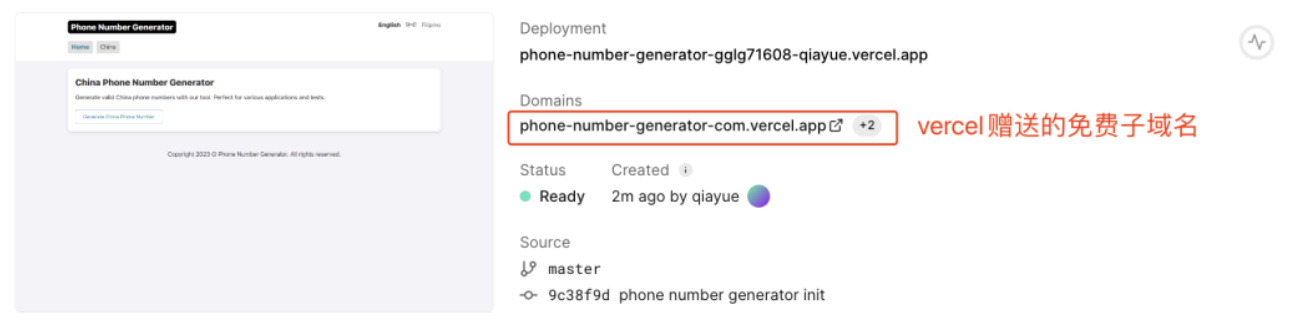 Phone Number Generator
English 中文 Filipino
Home China
China Phone Number Generator
Generate valid China phone numbers with our tool. Perfect for various applications and tests.
Generate China Phone Number
Copyright 2023 © Phone Number Generator. All rights reserved.
Deployment
phone-number-generator-gglg71608-qiayue.vercel.app
Domains
phone-number-generator-com.vercel.app +2
vercel赠送的免费子域名
Status Created
Ready 2m ago by qiayue
Source
master
9c38f9d phone number generator init